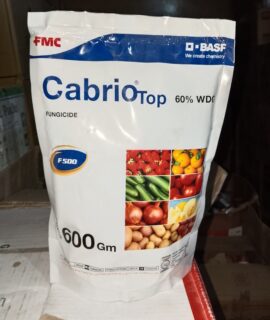 FMC
BASF
We create chemistry
Cabrio® Top 60% WDG
FUNGICIDE
F500
600 Gm